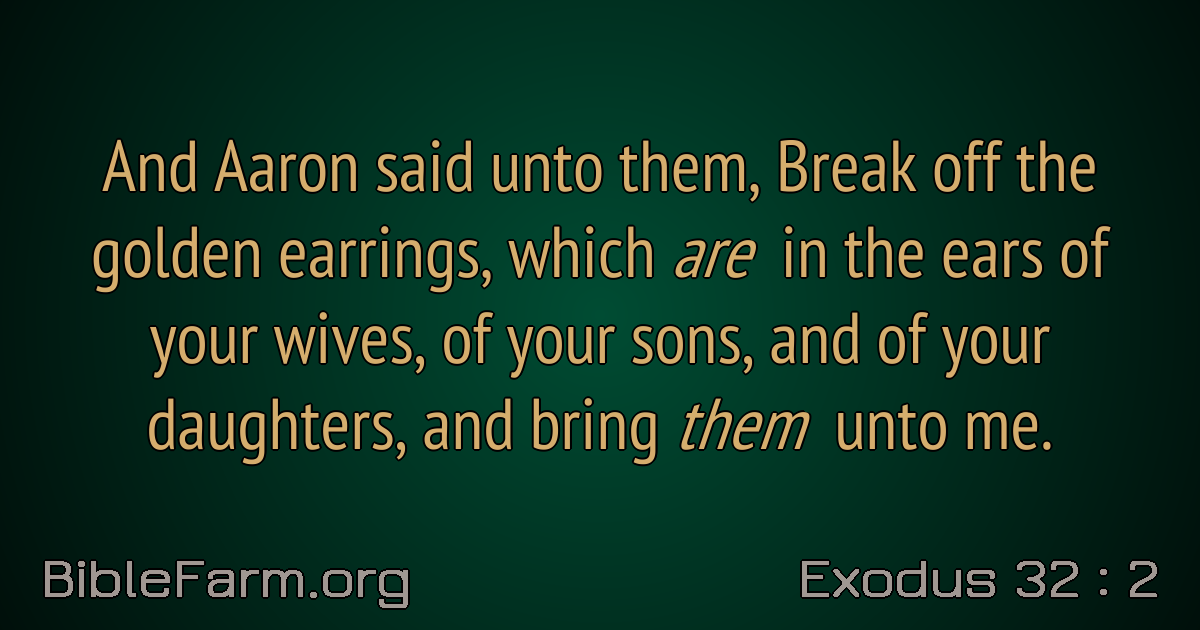 And Aaron said unto them, Break off the
golden earrings, which are in the ears of
your wives, of your sons, and of your
daughters, and bring them unto me.
BibleFarm.org
Exodus 32 : 2